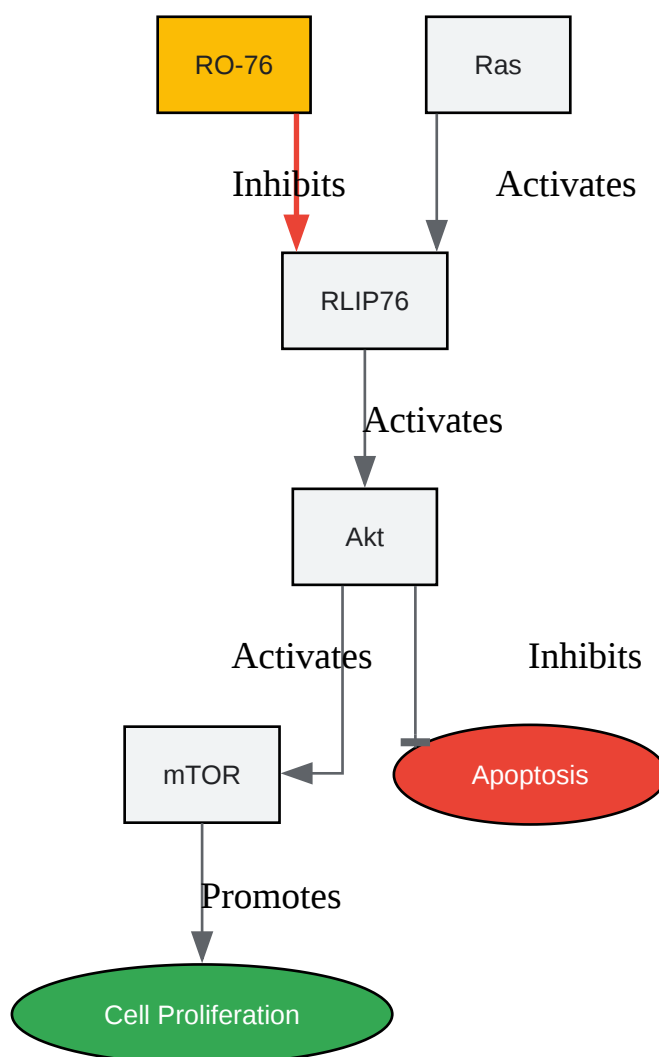 RO-76
Ras
Inhibits
Activates
RLIP76
Activates
Akt
Activates
Inhibits
mTOR
Apoptosis
Promotes
Cell Proliferation